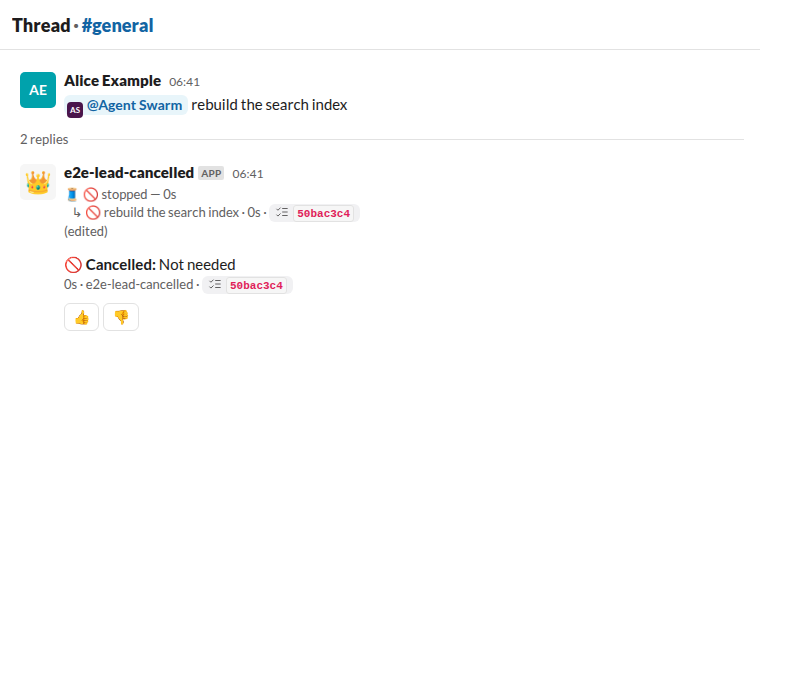 Thread • #general
AE
Alice Example 06:41
AS @Agent Swarm rebuild the search index
2 replies
e2e-lead-cancelled APP 06:41
🧵 🚫 stopped — 0s
↳ 🚫 rebuild the search index · 0s · 50bac3c4
(edited)
🚫 Cancelled: Not needed
0s · e2e-lead-cancelled · 50bac3c4
👍 👎